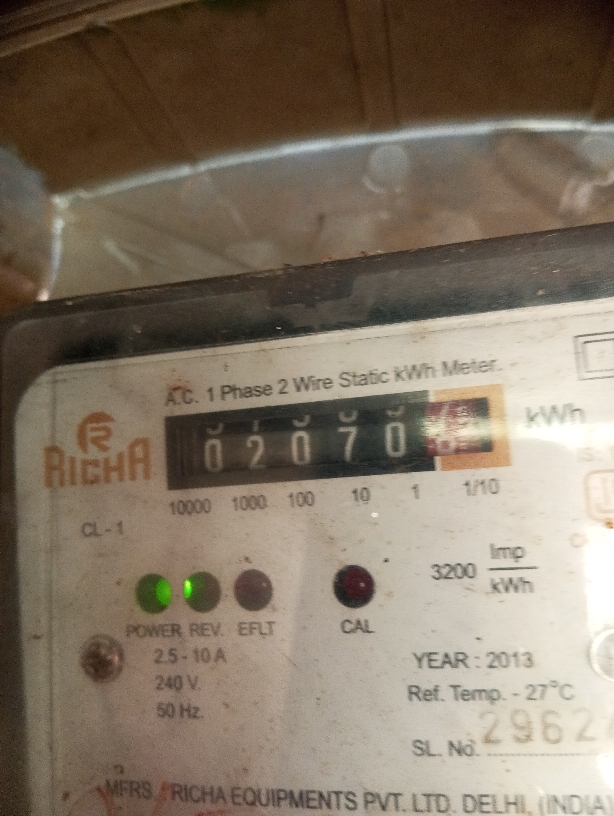 A.C. 1 Phase 2 Wire Static kWh Meter.
RICHA
0 2 0 7 0
kWh
10000 1000 100 10 1 1/10
CL - 1
3200 Imp/kWh
POWER REV. EFLT CAL
2.5 - 10 A
240 V.
50 Hz.
YEAR : 2013
Ref. Temp. - 27°C
SL. No. 2962
MFRS. RICHA EQUIPMENTS PVT. LTD. DELHI, (INDIA)